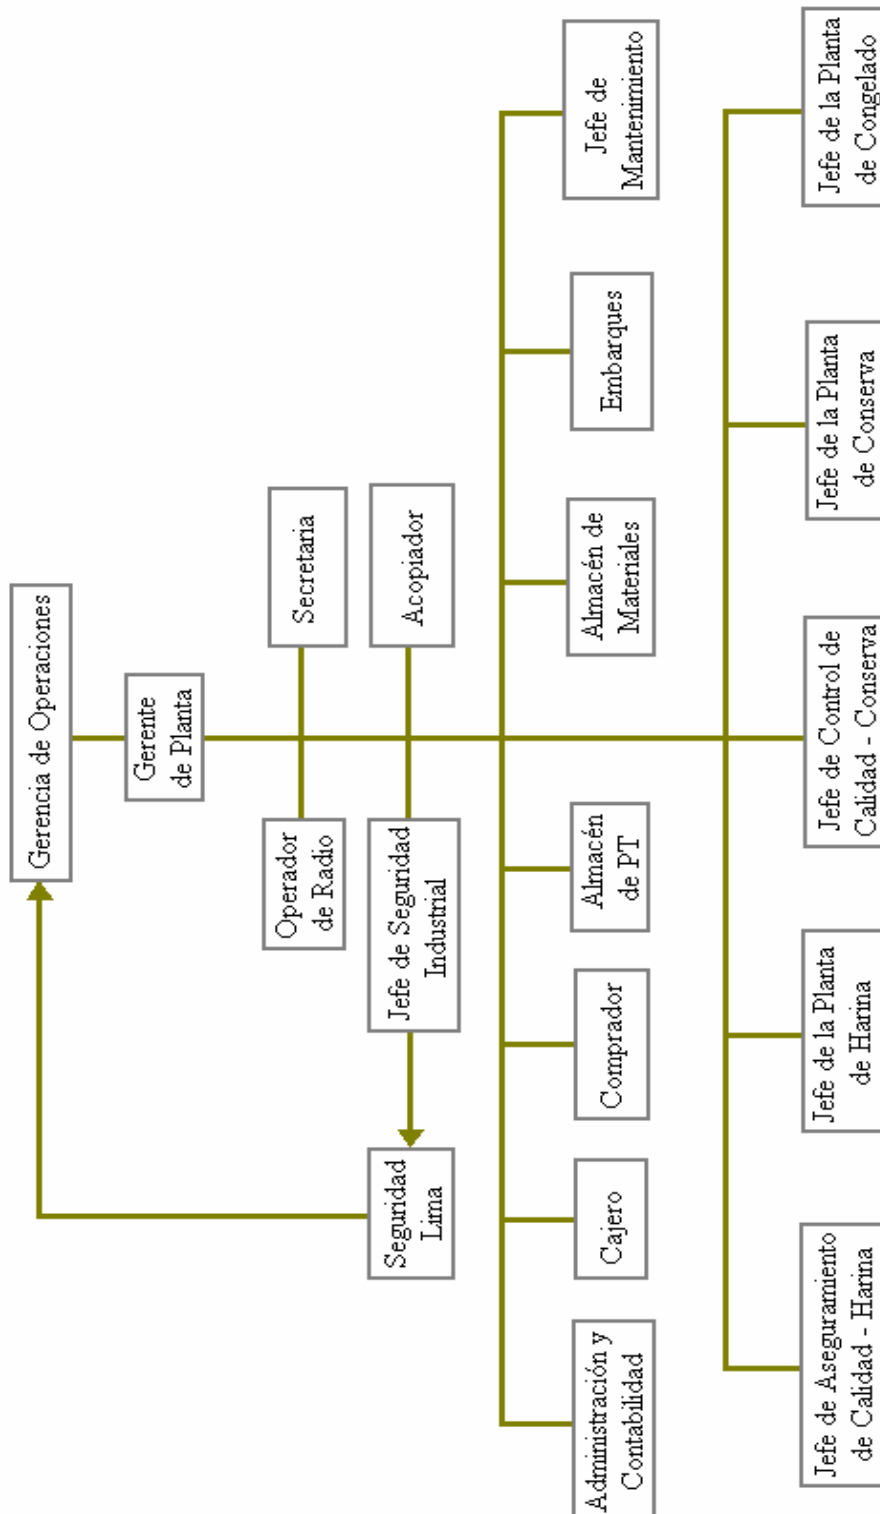 Gerencia de Operaciones
Gerente
de Planta
Operador
de Radio
Secretaria
Jefe de Seguridad
Industrial
Acopiador
Seguridad
Lima
Administración y
Contabilidad
Cajero
Comprador
Almacén
de PT
Almacén de
Materiales
Embarques
Jefe de
Mantenimiento
Jefe de Aseguramiento
de Calidad - Harina
Jefe de la Planta
de Harina
Jefe de Control de
Calidad - Conserva
Jefe de la Planta
de Conserva
Jefe de la Planta
de Congelado